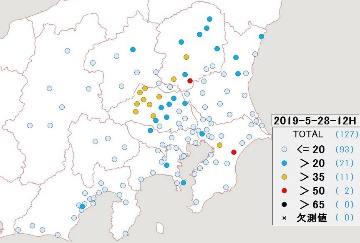 2019-5-28-12H
TOTAL (127)
<= 20 (93)
> 20 (21)
> 35 (11)
> 50 (2)
> 65 (0)
× 欠測値 (0)